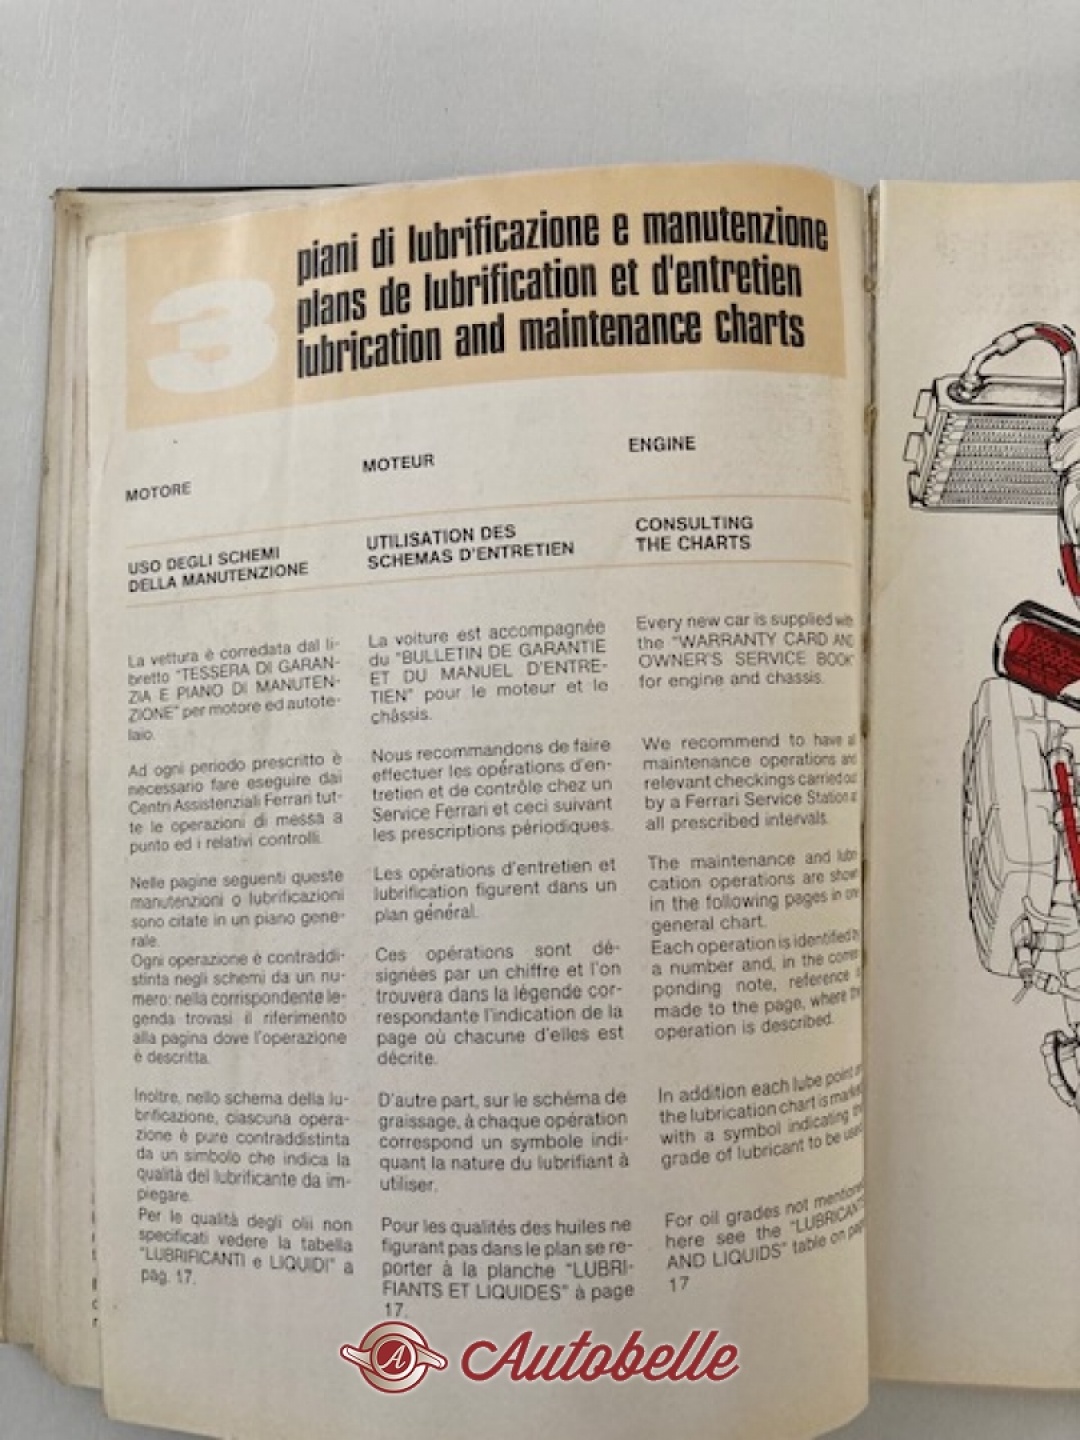 3
piani di lubrificazione e manutenzione
plans de lubrification et d'entretien
lubrication and maintenance charts
MOTORE
USO DEGLI SCHEMI
DELLA MANUTENZIONE
La vettura è corredata dal li-
bretto "TESSERA DI GARAN-
ZIA E PIANO DI MANUTEN-
ZIONE" per motore ed autote-
laio.
Ad ogni periodo prescritto è
necessario fare eseguire dai
Centri Assistenziali Ferrari tut-
te le operazioni di messa a
punto ed i relativi controlli.
Nelle pagine seguenti queste
manutenzioni o lubrificazioni
sono citate in un piano gene-
rale.
Ogni operazione è contraddi-
stinta negli schemi da un nu-
mero: nella corrispondente le-
genda trovasi il riferimento
alla pagina dove l'operazione
è descritta.
Inoltre, nello schema della lu-
brificazione, ciascuna opera-
zione è pure contraddistinta
da un simbolo che indica la
qualità del lubrificante da im-
piegare.
Per le qualità degli olii non
specificati vedere la tabella
"LUBRIFICANTI e LIQUIDI" a
pag. 17.
MOTEUR
UTILISATION DES
SCHEMAS D'ENTRETIEN
La voiture est accompagnée
du "BULLETIN DE GARANTIE
ET DU MANUEL D'ENTRE-
TIEN" pour le moteur et le
châssis.
Nous recommandons de faire
effectuer les opérations d'en-
tretien et de contrôle chez un
Service Ferrari et ceci suivant
les prescriptions périodiques.
Les opérations d'entretien et
lubrification figurent dans un
plan général.
Ces opérations sont dé-
signées par un chiffre et l'on
trouvera dans la légende cor-
respondante l'indication de la
page où chacune d'elles est
décrite.
D'autre part, sur le schéma de
graissage, à chaque opération
correspond un symbole indi-
quant la nature du lubrifiant à
utiliser.
Pour les qualités des huiles ne
figurant pas dans le plan se re-
porter à la planche "LUBRI-
FIANTS ET LIQUIDES" à page
17.
ENGINE
CONSULTING
THE CHARTS
Every new car is supplied with
the "WARRANTY CARD AND
OWNER'S SERVICE BOOK"
for engine and chassis.
We recommend to have all
maintenance operations and
relevant checkings carried out
by a Ferrari Service Station at
all prescribed intervals.
The maintenance and lubri
cation operations are shown
in the following pages in one
general chart.
Each operation is identified by
a number and, in the corres
ponding note, reference is
made to the page, where the
operation is described.
In addition each lube point on
the lubrication chart is marked
with a symbol indicating the
grade of lubricant to be used.
For oil grades not mentioned
here see the "LUBRICANTS
AND LIQUIDS" table on page
17
A Autobelle